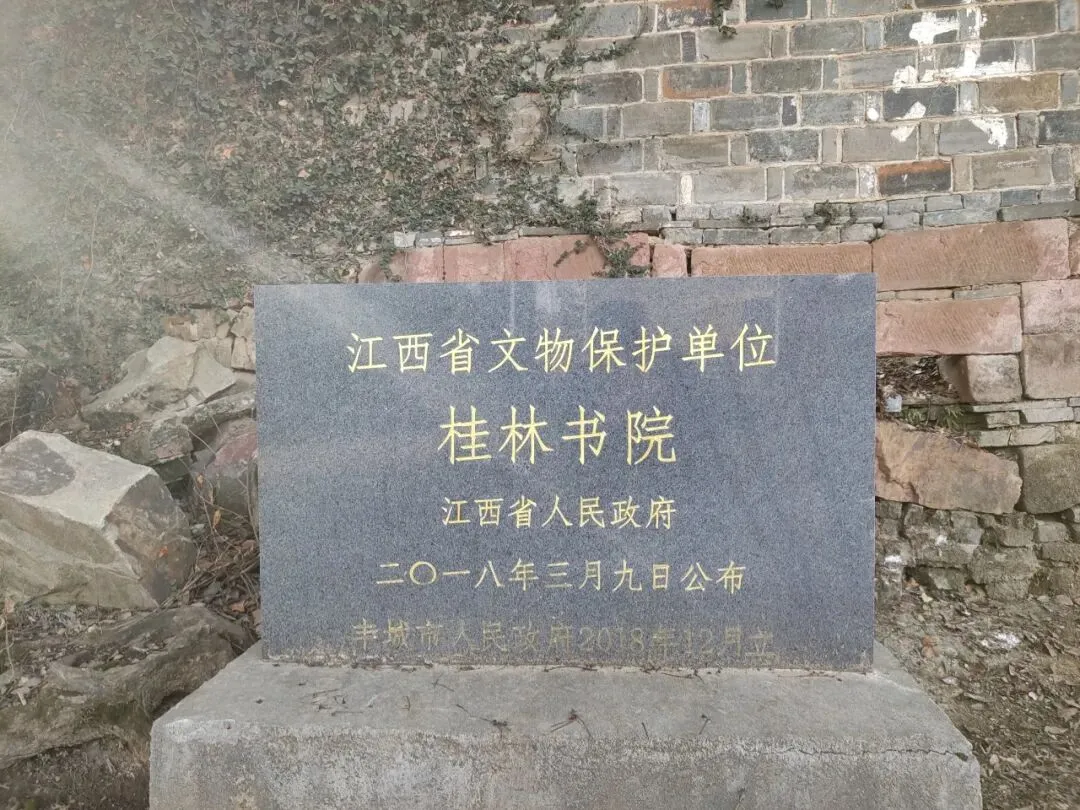 江西省文物保护单位
桂林书院
江西省人民政府
二〇一八年三月九日公布
丰城市人民政府2018年12月立